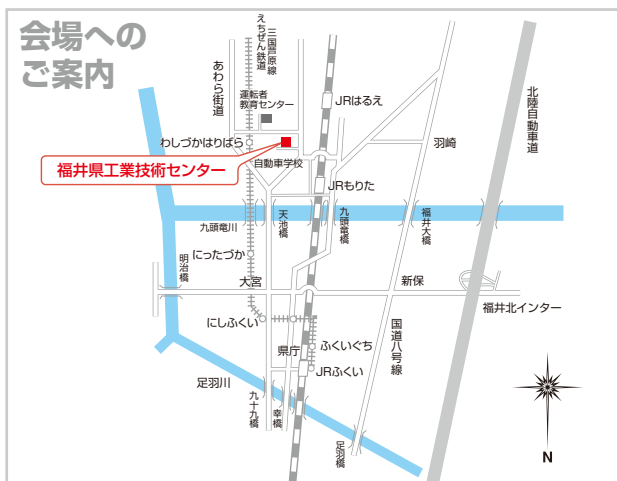 会場への
ご案内
えちぜん鉄道
三国芦原線
あわら街道
運転者
教育センター
JRはるえ
北陸自動車道
わしづかはりばら
羽崎
福井県工業技術センター
自動車学校
JRもりた
九頭竜川
天池橋
九頭竜橋
福井大橋
にったづか
明治橋
大宮
新保
福井北インター
にしふくい
国道八号線
県庁
ふくいぐち
JRふくい
足羽川
九十九橋
幸橋
足羽橋
N